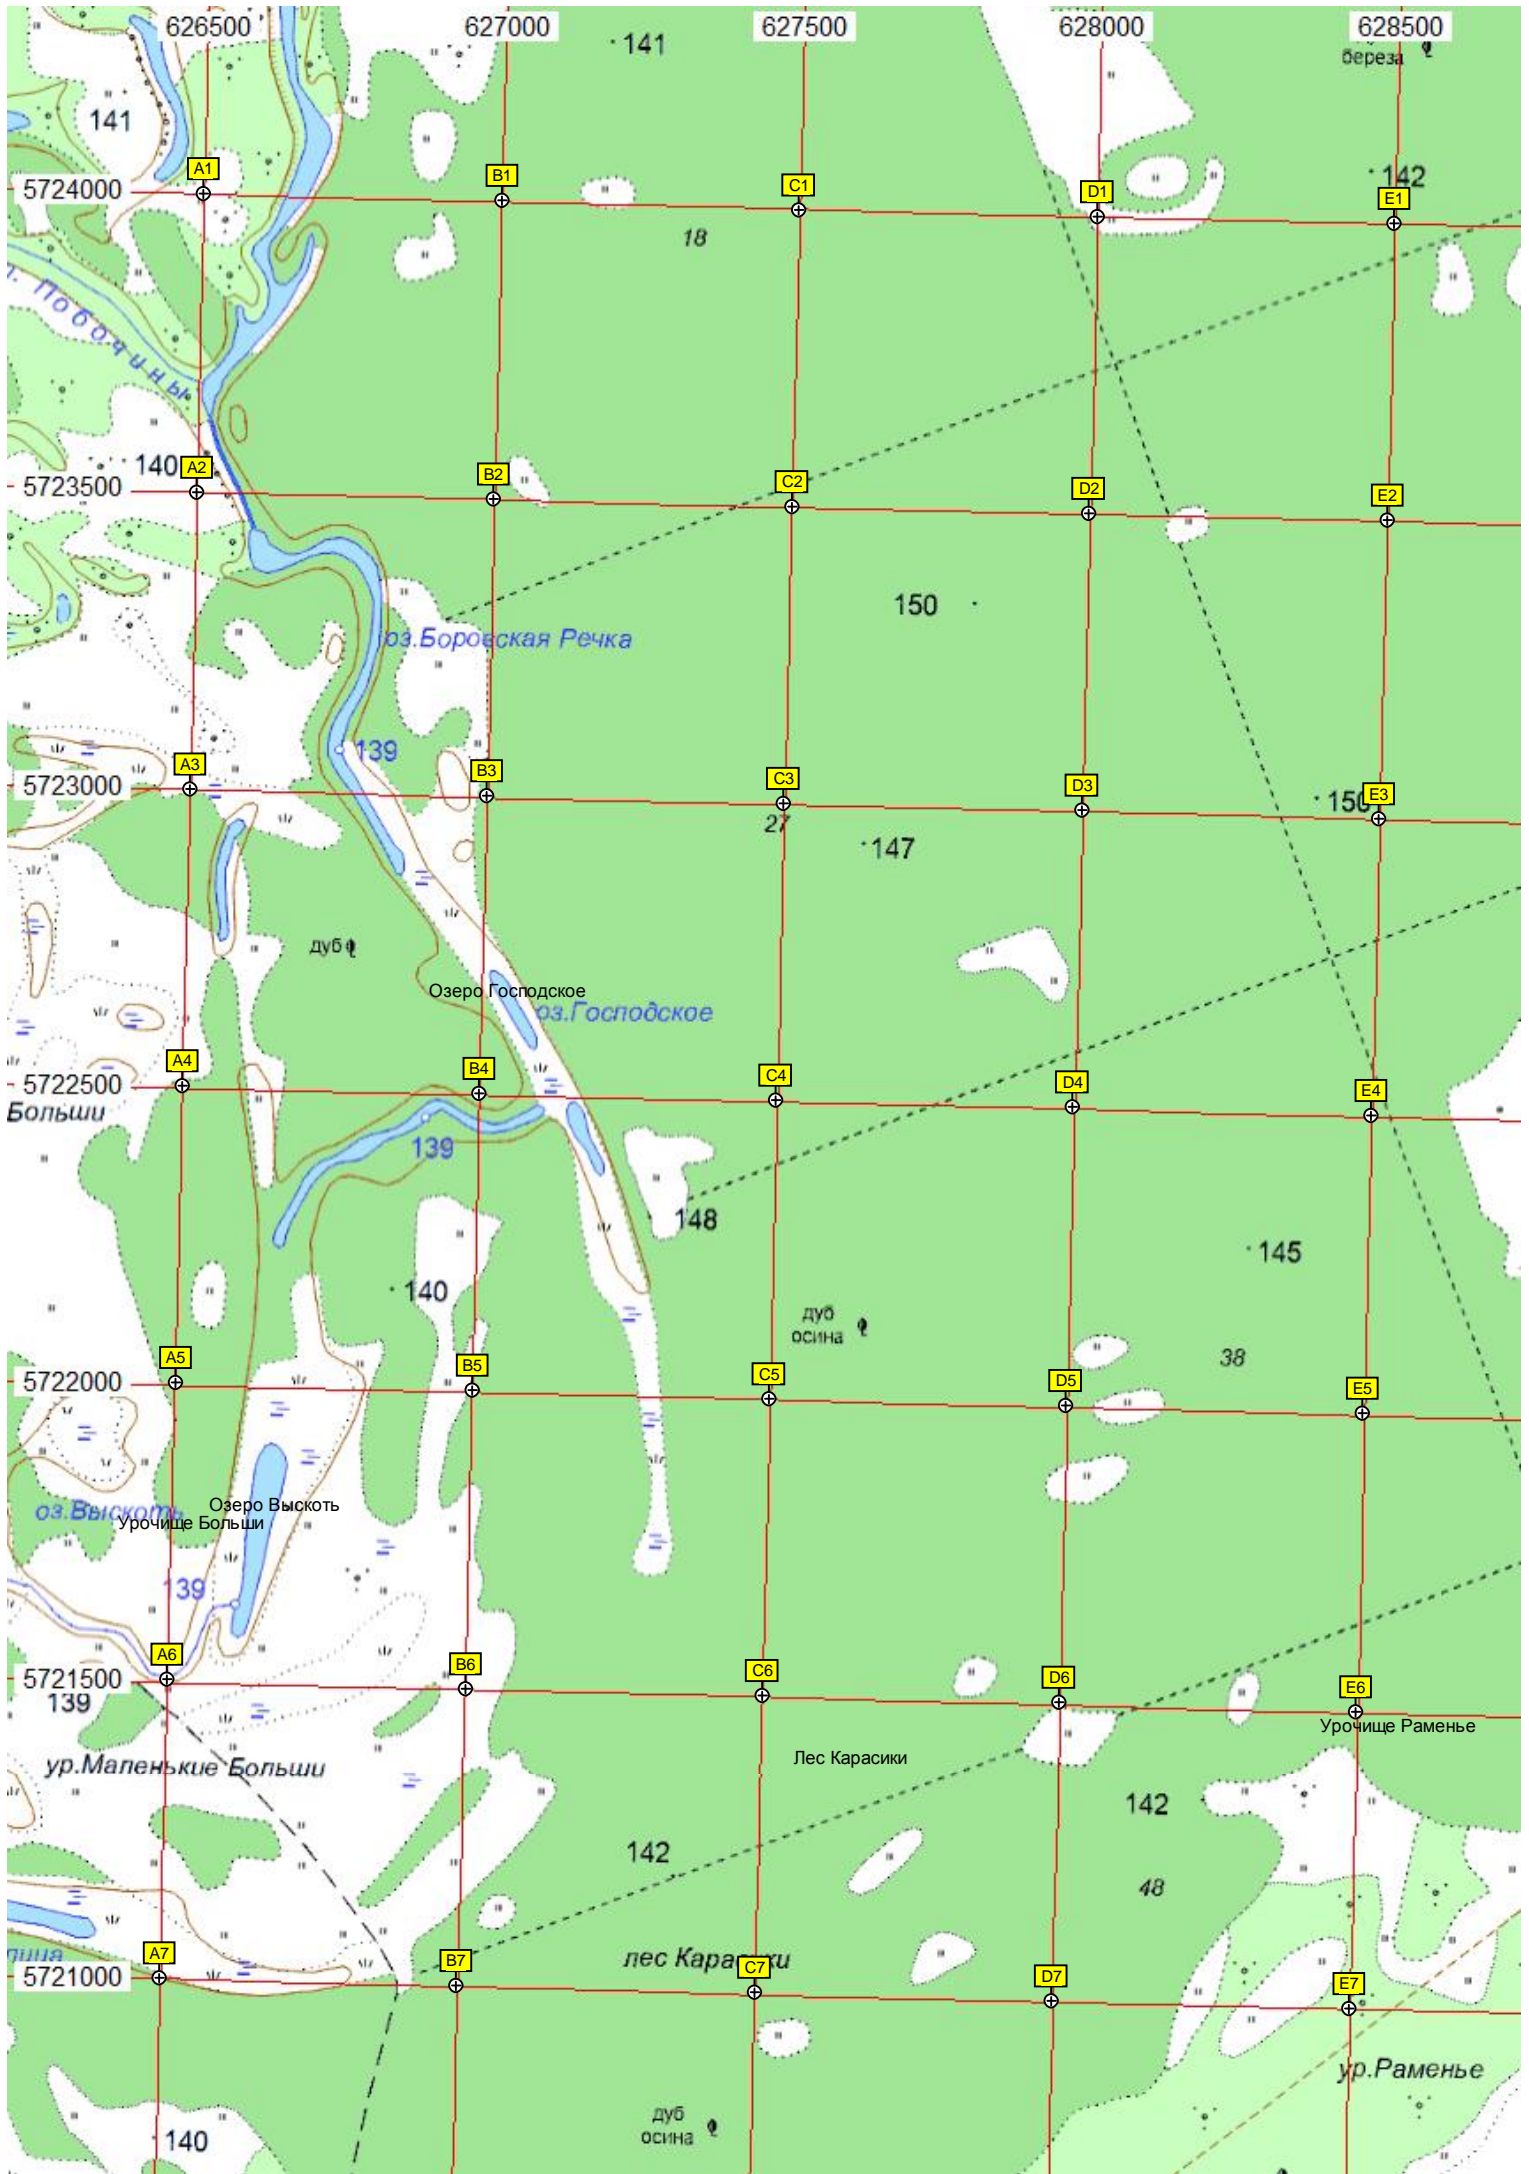 626500 627000 627500 628000 628500
141
береза
141
A1
B1
142
5724000
C1
D1
E1
18
Побочины
140
A2
B2
5723500
C2
D2
E2
150
оз.Боровская Речка
139
A3
B3
5723000
C3
D3
150
E3
27
147
дуб
Озеро Господское
оз.Господское
A4
B4
5722500
C4
D4
E4
Больши
139
148
145
140
дуб
осина
38
A5
B5
5722000
C5
D5
E5
оз.Выскоть
Озеро Выскоть
Урочище Больши
139
A6
B6
5721500
C6
D6
E6
139
Урочище Раменье
ур.Маленькие Больши
Лес Карасики
142
142
48
A7
B7
лес Карасики
5721000
C7
D7
E7
ур.Раменье
дуб
осина
140